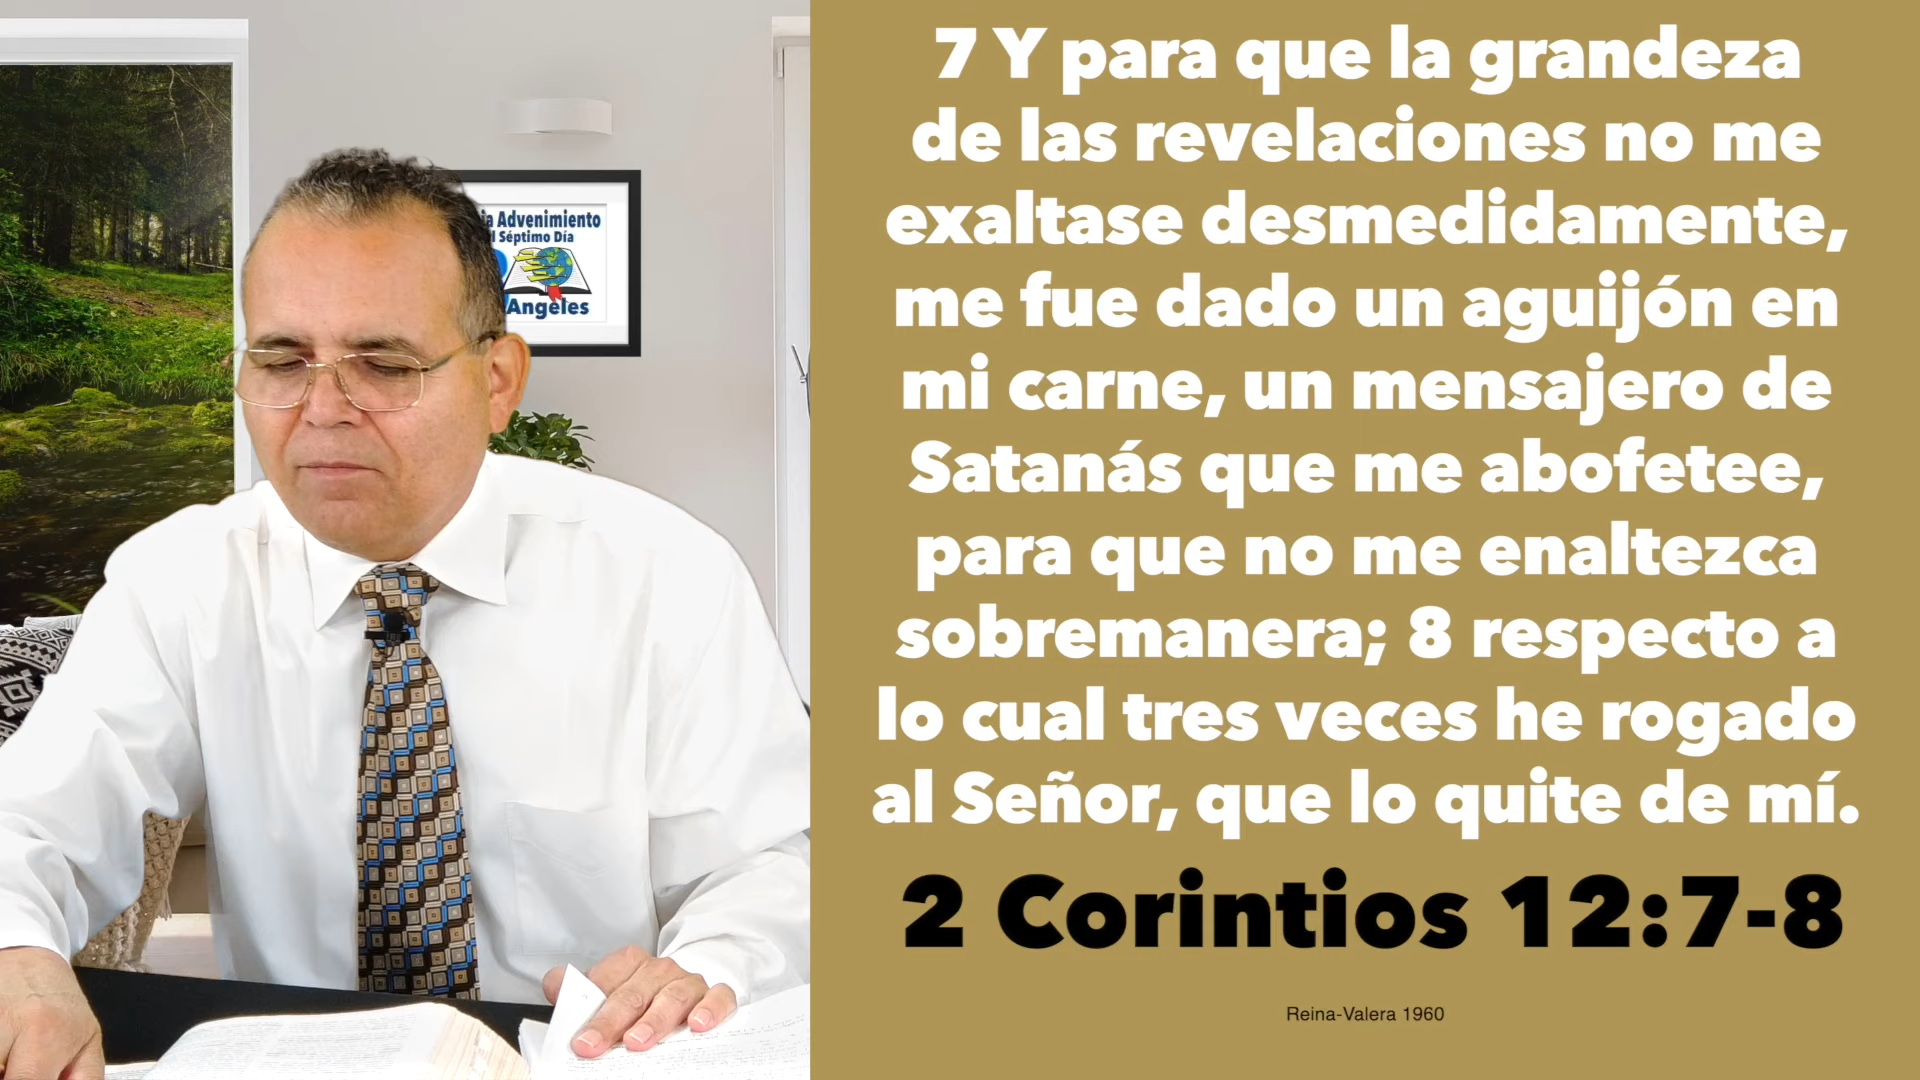 Advenimiento
Séptimo Día
Angeles
7 Y para que la grandeza
de las revelaciones no me
exaltase desmedidamente,
me fue dado un aguijón en
mi carne, un mensajero de
Satanás que me abofetee,
para que no me enaltezca
sobremanera; 8 respecto a
lo cual tres veces he rogado
al Señor, que lo quite de mí.
2 Corintios 12:7-8
Reina-Valera 1960